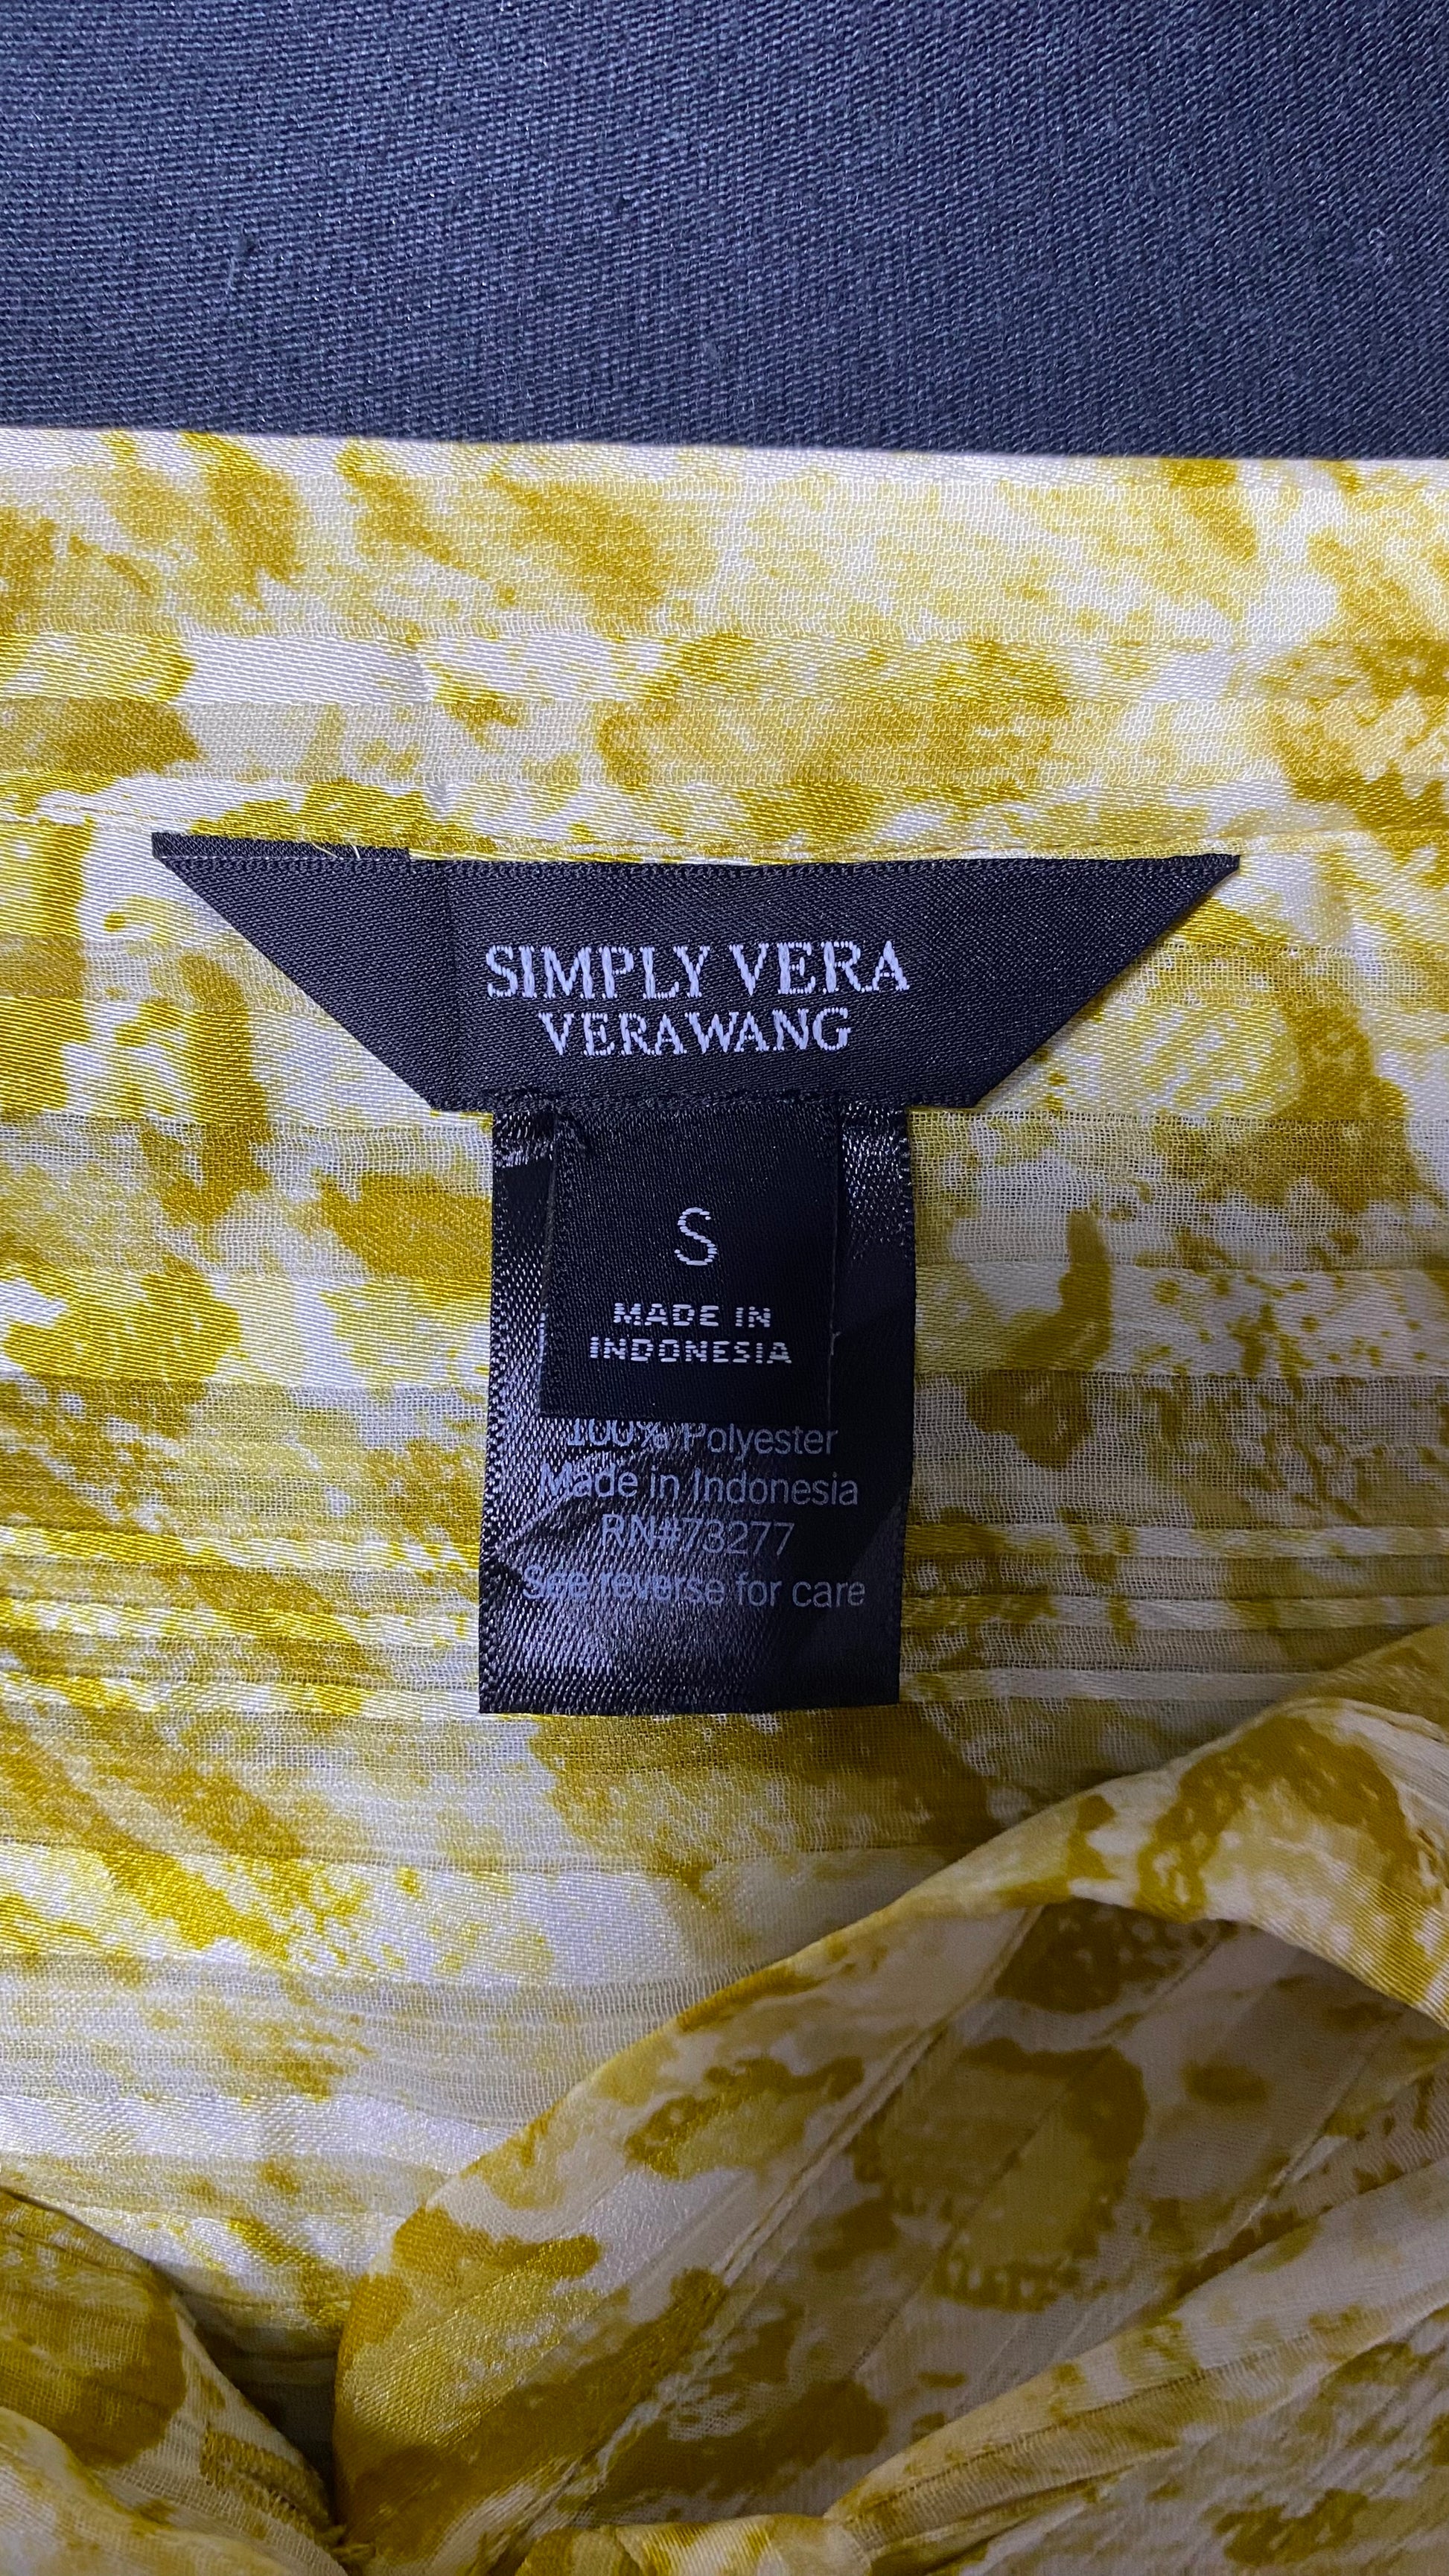 SIMPLY VERA
VERAWANG
S
MADE IN
INDONESIA
100% Polyester
Made in Indonesia
RN#73277
See reverse for care